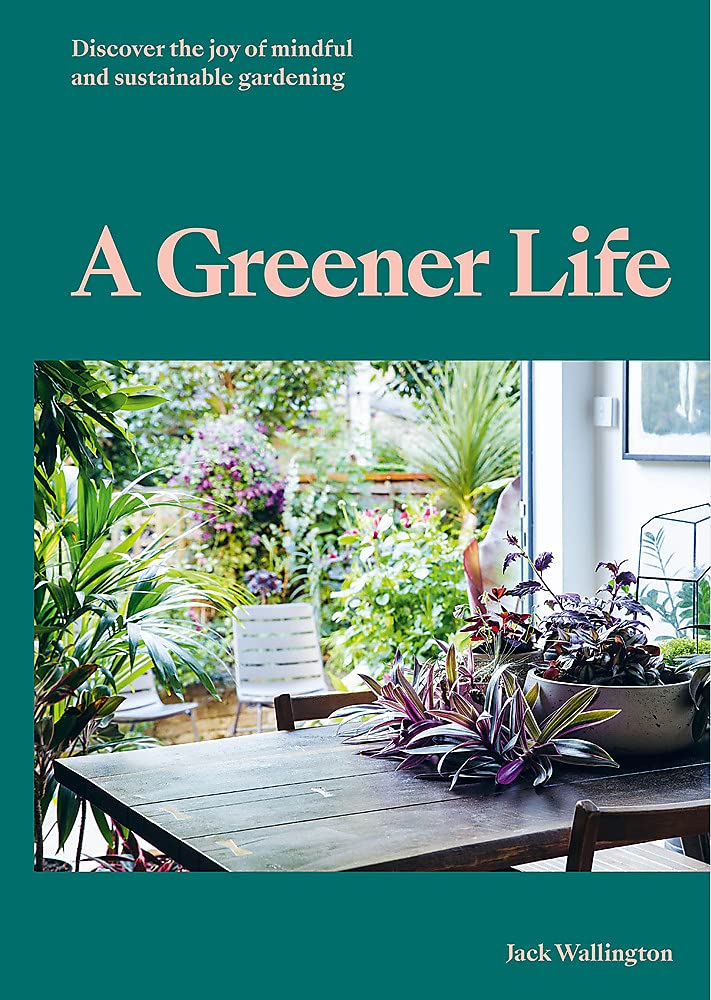 Discover the joy of mindful
and sustainable gardening
A Greener Life
Jack Wallington